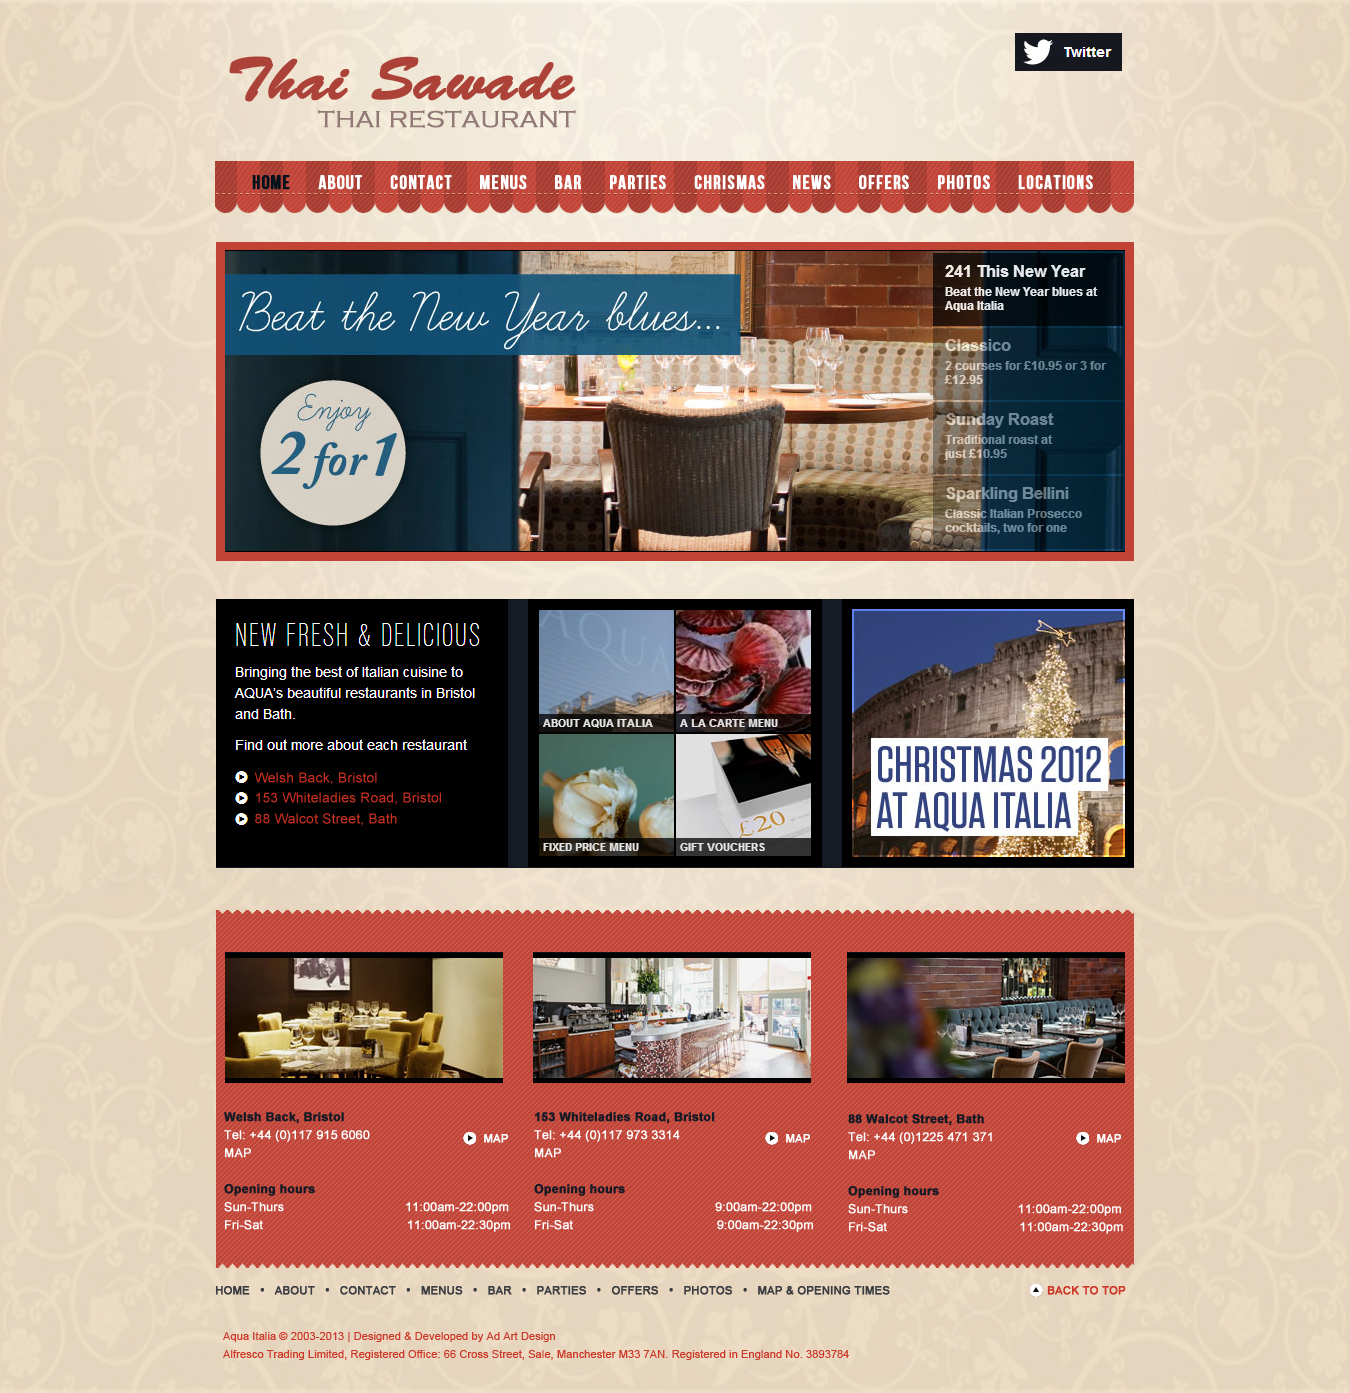 Thai Sawade
THAI RESTAURANT
Twitter
HOME ABOUT CONTACT MENUS BAR PARTIES CHRISMAS NEWS OFFERS PHOTOS LOCATIONS
Beat the New Year blues...
Enjoy
2 for 1
241 This New Year
Beat the New Year blues at
Aqua Italia
Classico
2 courses for £10.95 or 3 for
£12.95
Sunday Roast
Traditional roast at
just £10.95
Sparkling Bellini
Classic Italian Prosecco
cocktails, two for one
NEW FRESH & DELICIOUS
Bringing the best of Italian cuisine to
AQUA's beautiful restaurants in Bristol
and Bath.
Find out more about each restaurant
Welsh Back, Bristol
153 Whiteladies Road, Bristol
88 Walcot Street, Bath
AQUA
ABOUT AQUA ITALIA
A LA CARTE MENU
FIXED PRICE MENU
£20
GIFT VOUCHERS
CHRISTMAS 2012
AT AQUA ITALIA
Welsh Back, Bristol
Tel: +44 (0)117 915 6060
MAP
MAP
Opening hours
Sun-Thurs 11:00am-22:00pm
Fri-Sat 11:00am-22:30pm
153 Whiteladies Road, Bristol
Tel: +44 (0)117 973 3314
MAP
MAP
Opening hours
Sun-Thurs 9:00am-22:00pm
Fri-Sat 9:00am-22:30pm
88 Walcot Street, Bath
Tel: +44 (0)1225 471 371
MAP
MAP
Opening hours
Sun-Thurs 11:00am-22:00pm
Fri-Sat 11:00am-22:30pm
HOME • ABOUT • CONTACT • MENUS • BAR • PARTIES • OFFERS • PHOTOS • MAP & OPENING TIMES
BACK TO TOP
Aqua Italia © 2003-2013 | Designed & Developed by Ad Art Design
Alfresco Trading Limited, Registered Office: 66 Cross Street, Sale, Manchester M33 7AN. Registered in England No. 3893784